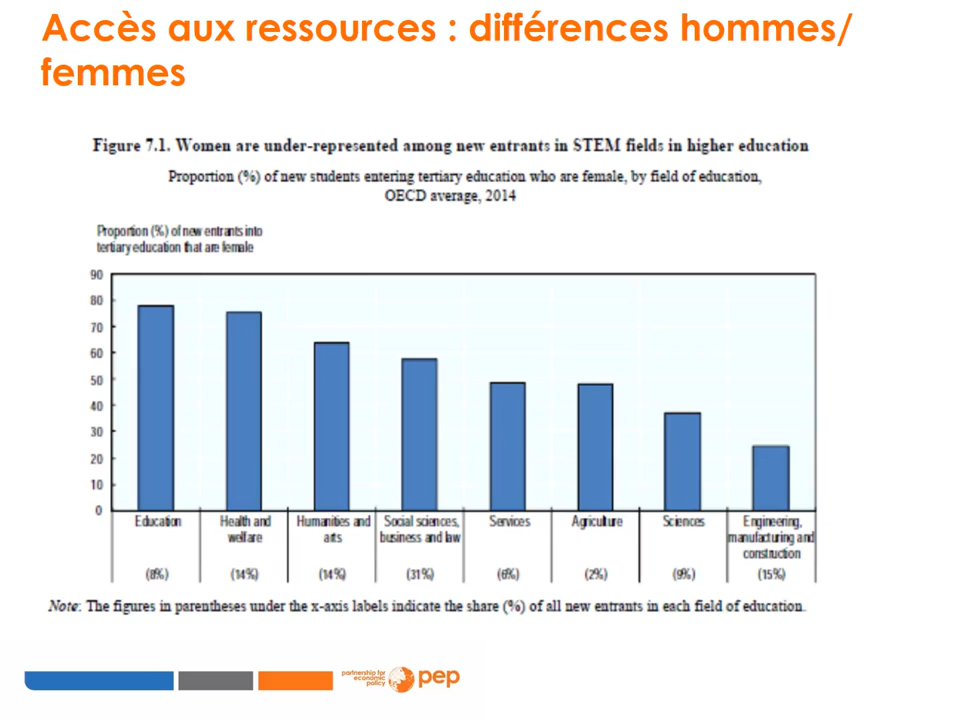 Accès aux ressources : différences hommes/
femmes
Figure 7.1. Women are under-represented among new entrants in STEM fields in higher education
Proportion (%) of new students entering tertiary education who are female, by field of education,
OECD average, 2014
Proportion (%) of new entrants into
tertiary education that are female
90
80
70
60
50
40
30
20
10
0
Education
Health and
welfare
Humanities and
arts
Social sciences,
business and law
Services
Agriculture
Sciences
Engineering,
manufacturing and
construction
(8%)
(14%)
(14%)
(31%)
(6%)
(2%)
(9%)
(15%)
Note: The figures in parentheses under the x-axis labels indicate the share (%) of all new entrants in each field of education.
partnership for
economic
policy
pep